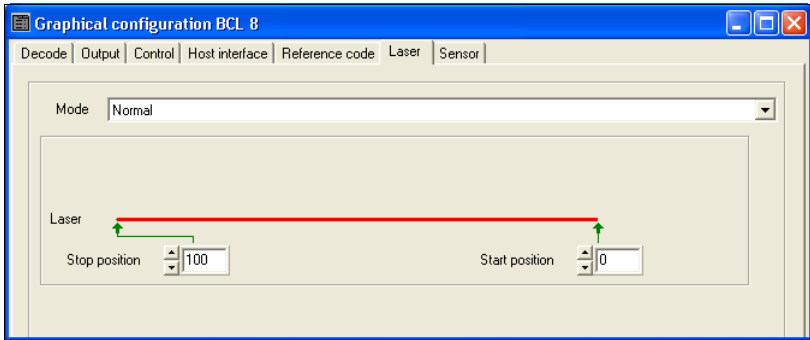 Graphical configuration BCL 8
Decode Output Control Host interface Reference code Laser Sensor
Mode Normal
Laser
Stop position 100 Start position 0